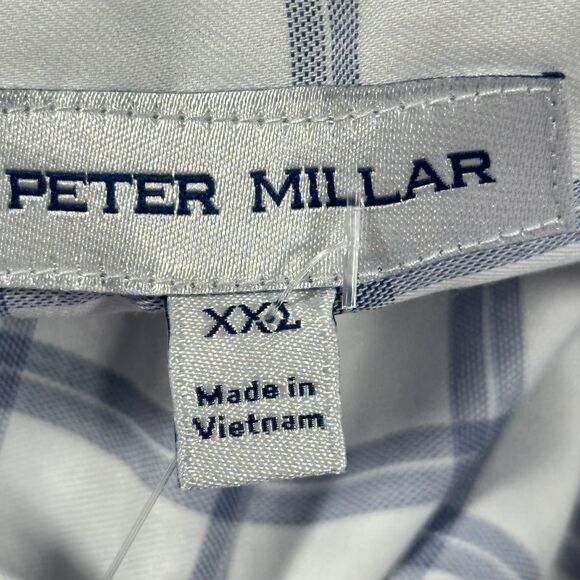 PETER MILLAR
XXL
Made in
Vietnam